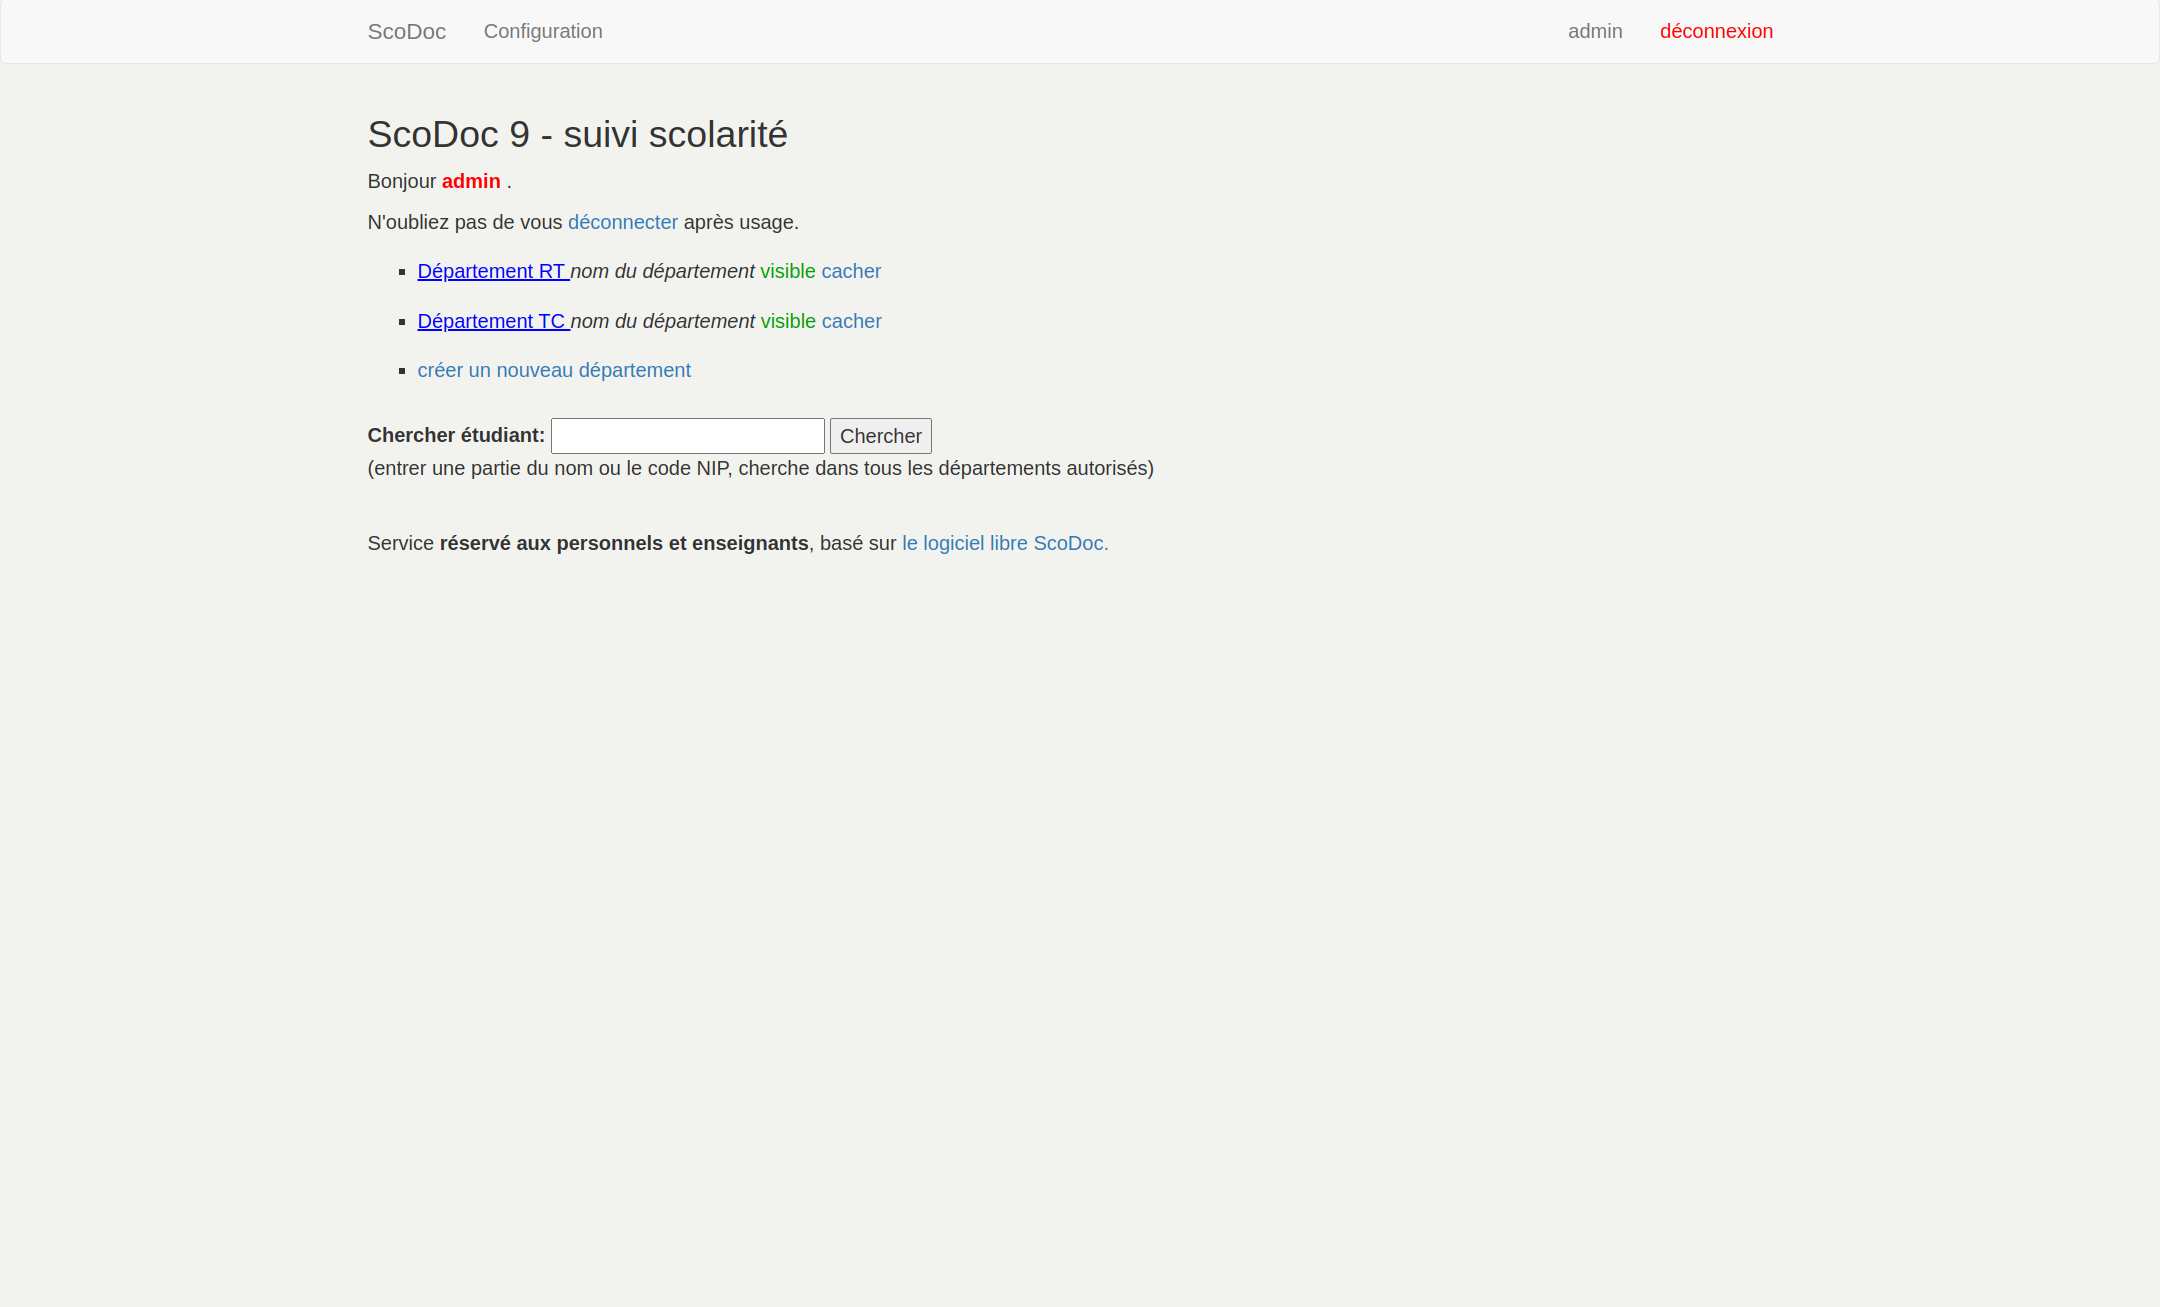 ScoDoc Configuration admin déconnexion
ScoDoc 9 - suivi scolarité
Bonjour admin .
N'oubliez pas de vous déconnecter après usage.
Département RT nom du département visible cacher
Département TC nom du département visible cacher
créer un nouveau département
Chercher étudiant: Chercher
(entrer une partie du nom ou le code NIP, cherche dans tous les départements autorisés)
Service réservé aux personnels et enseignants, basé sur le logiciel libre ScoDoc.